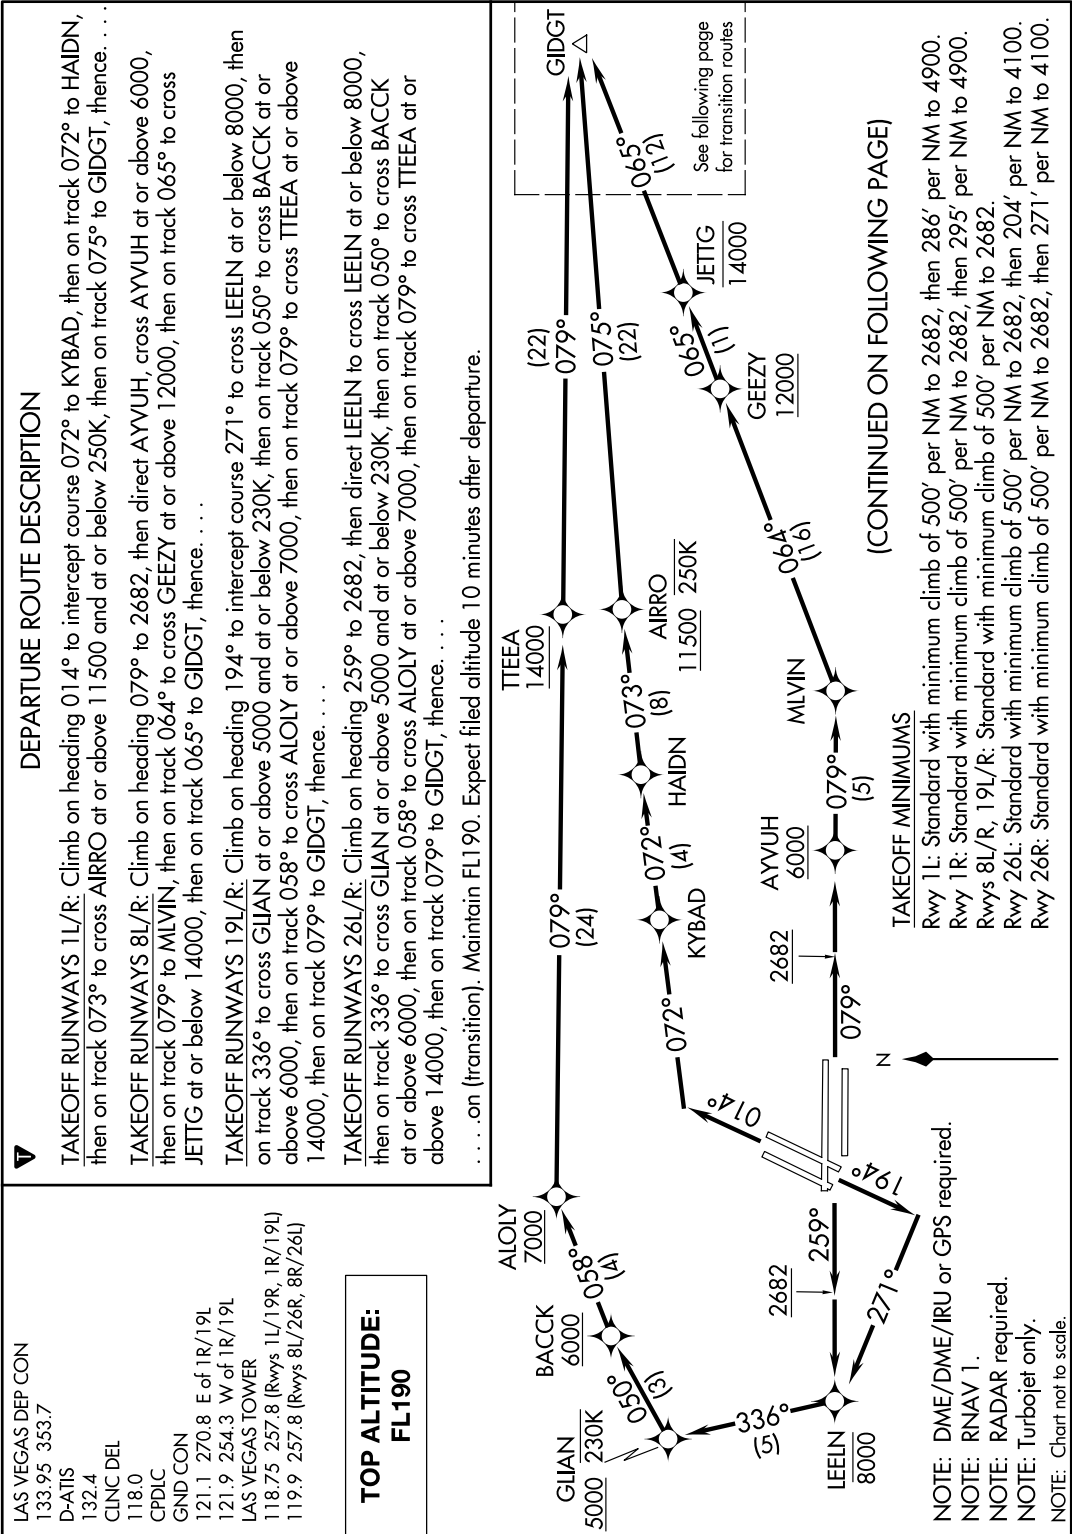 LAS VEGAS DEP CON
133.95 353.7
D-ATIS
132.4
CLNC DEL
118.0
CPDLC
GND CON
121.1 270.8 E of 1R/19L
121.9 254.3 W of 1R/19L
LAS VEGAS TOWER
118.75 257.8 (Rwys 1L/19R, 1R/19L)
119.9 257.8 (Rwys 8L/26R, 8R/26L)
TOP ALTITUDE:
FL190
T
DEPARTURE ROUTE DESCRIPTION
TAKEOFF RUNWAYS 1L/R: Climb on heading 014° to intercept course 072° to KYBAD, then on track 072° to HAIDN,
then on track 073° to cross AIRRO at or above 11500 and at or below 250K, then on track 075° to GIDGT, thence. . . .
TAKEOFF RUNWAYS 8L/R: Climb on heading 079° to 2682, then direct AYVUH, cross AYVUH at or above 6000,
then on track 079° to MLVIN, then on track 064° to cross GEEZY at or above 12000, then on track 065° to cross
JETTG at or below 14000, then on track 065° to GIDGT, thence. . . .
TAKEOFF RUNWAYS 19L/R: Climb on heading 194° to intercept course 271° to cross LEELN at or below 8000, then
on track 336° to cross GLIAN at or above 5000 and at or below 230K, then on track 050° to cross BACCK at or
above 6000, then on track 058° to cross ALOLY at or above 7000, then on track 079° to cross TTEEA at or above
14000, then on track 079° to GIDGT, thence. . . .
TAKEOFF RUNWAYS 26L/R: Climb on heading 259° to 2682, then direct LEELN to cross LEELN at or below 8000,
then on track 336° to cross GLIAN at or above 5000 and at or below 230K, then on track 050° to cross BACCK
at or above 6000, then on track 058° to cross ALOLY at or above 7000, then on track 079° to cross TTEEA at or
above 14000, then on track 079° to GIDGT, thence. . . .
. . . .on (transition). Maintain FL190. Expect filed altitude 10 minutes after departure.
GIDGT
See following page
for transition routes
TTEEA
14000
(22)
079°
075°
(22)
065°
(12)
JETTG
14000
065°
(1)
GEEZY
12000
AIRRO
11500 250K
064°
(16)
073°
(8)
HAIDN
MLVIN
079°
(24)
072°
(4)
KYBAD
079°
(5)
AYVUH
6000
072°
2682
079°
N
014°
ALOLY
7000
058°
(4)
BACCK
6000
050°
(3)
GLIAN
5000 230K
336°
(5)
LEELN
8000
2682
259°
194°
271°
(CONTINUED ON FOLLOWING PAGE)
TAKEOFF MINIMUMS
Rwy 1L: Standard with minimum climb of 500' per NM to 2682, then 286' per NM to 4900.
Rwy 1R: Standard with minimum climb of 500' per NM to 2682, then 295' per NM to 4900.
Rwys 8L/R, 19L/R: Standard with minimum climb of 500' per NM to 2682.
Rwy 26L: Standard with minimum climb of 500' per NM to 2682, then 204' per NM to 4100.
Rwy 26R: Standard with minimum climb of 500' per NM to 2682, then 271' per NM to 4100.
NOTE: DME/DME/IRU or GPS required.
NOTE: RNAV 1.
NOTE: RADAR required.
NOTE: Turbojet only.
NOTE: Chart not to scale.